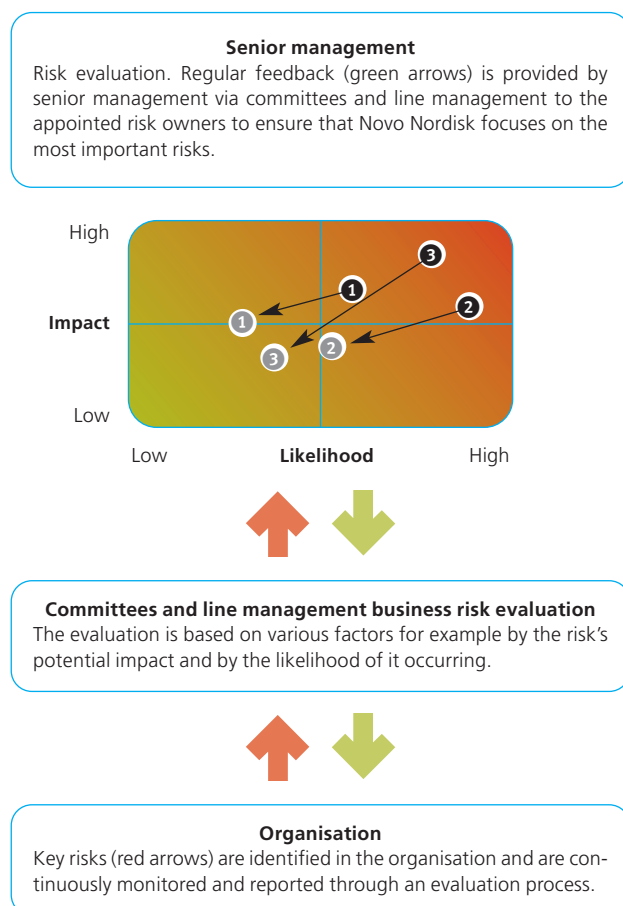 Senior management
Risk evaluation. Regular feedback (green arrows) is provided by
senior management via committees and line management to the
appointed risk owners to ensure that Novo Nordisk focuses on the
most important risks.
High
3
1
2
Impact
1
2
3
Low
Low Likelihood High
Committees and line management business risk evaluation
The evaluation is based on various factors for example by the risk’s
potential impact and by the likelihood of it occurring.
Organisation
Key risks (red arrows) are identified in the organisation and are con-
tinuously monitored and reported through an evaluation process.